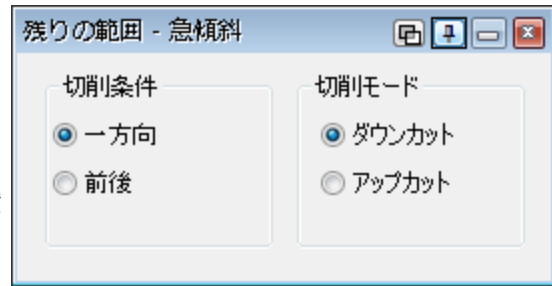 残りの範囲 - 急傾斜
切削条件
一方向
前後
切削モード
ダウンカット
アップカット